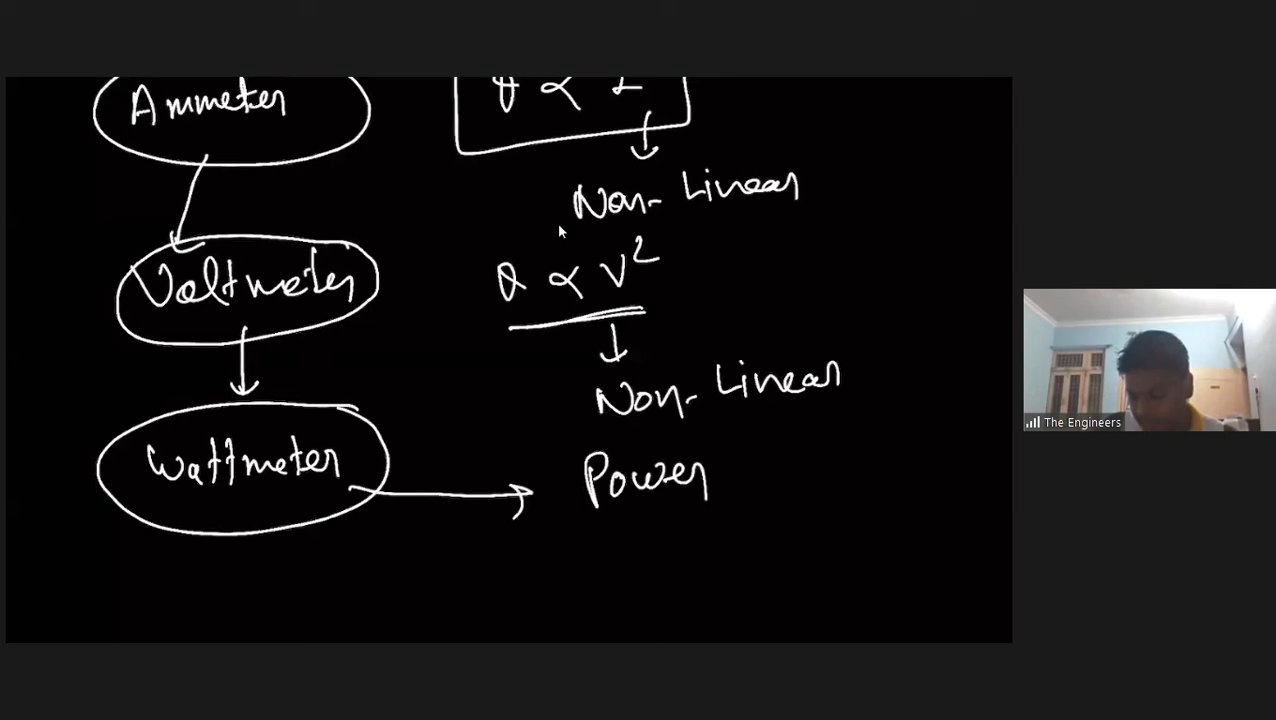 Ammeter
θ ∝ I
Non-Linear
Voltmeter
θ ∝ V²
Non-Linear
Wattmeter
Power
The Engineers